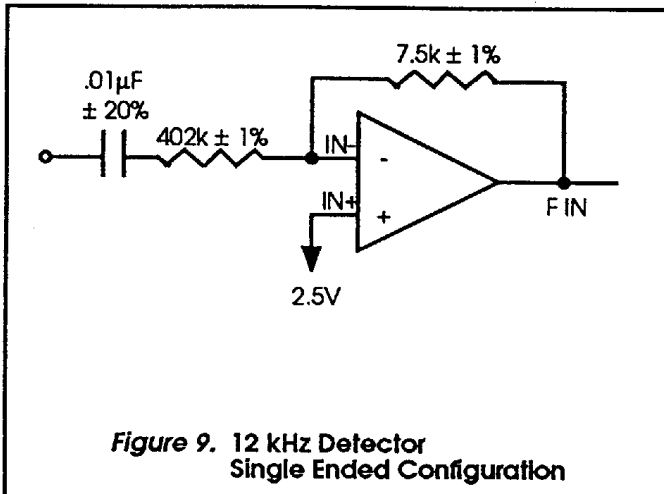 7.5k ± 1%
.01µF
± 20%
402k ± 1%
IN-
-
IN+
+
F IN
2.5V
Figure 9. 12 kHz Detector
Single Ended Configuration